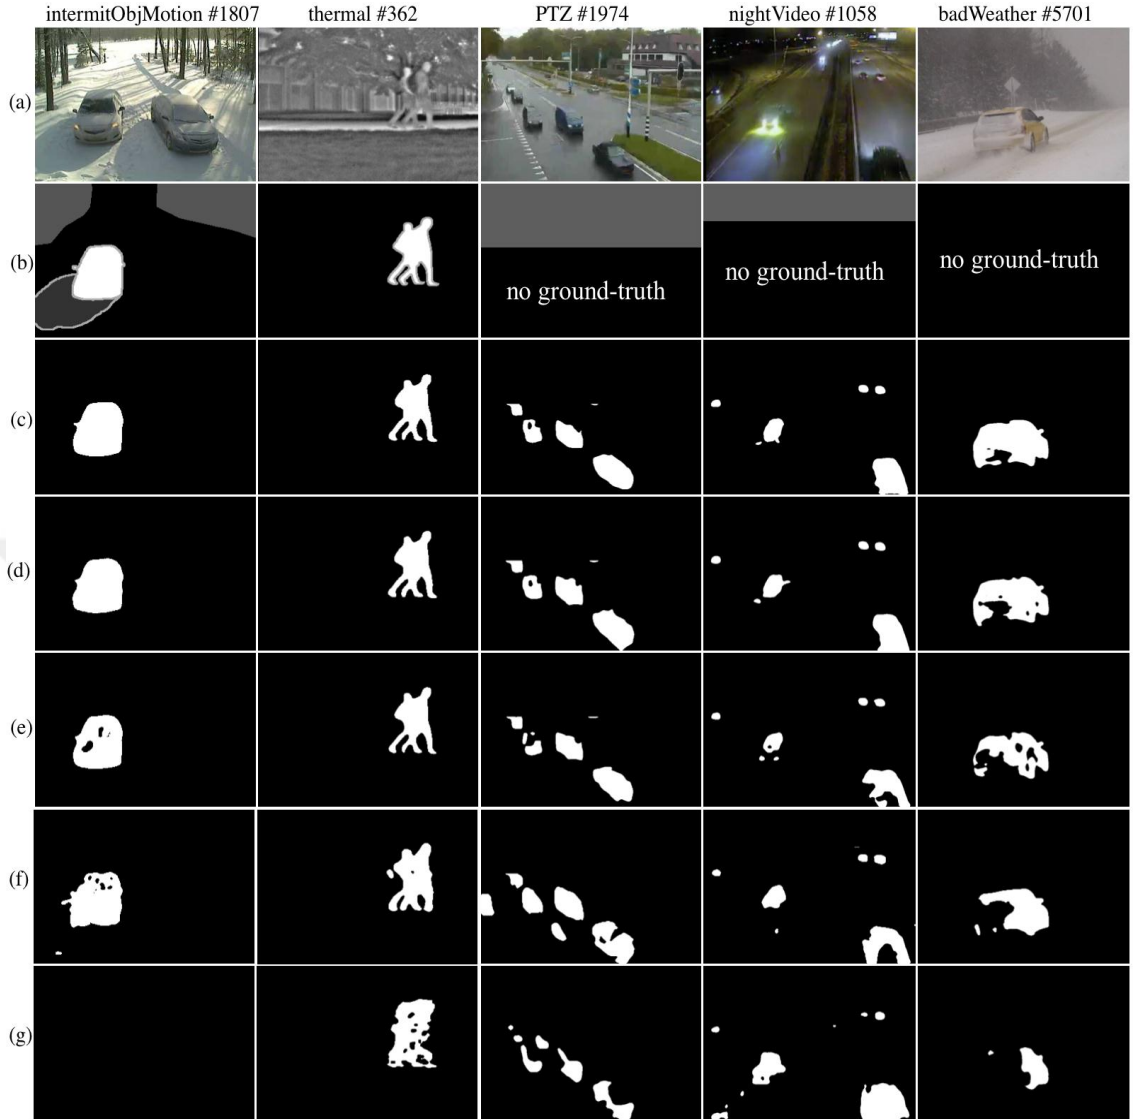 intermitObjMotion #1807 thermal #362 PTZ #1974 nightVideo #1058 badWeather #5701
(a)
(b) no ground-truth no ground-truth no ground-truth
(c)
(d)
(e)
(f)
(g)